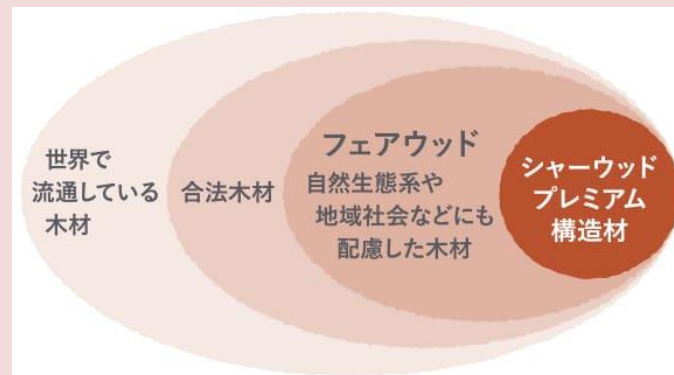 世界で
流通している
木材
合法木材
フェアウッド
自然生態系や
地域社会などにも
配慮した木材
シャーウッド
プレミアム
構造材